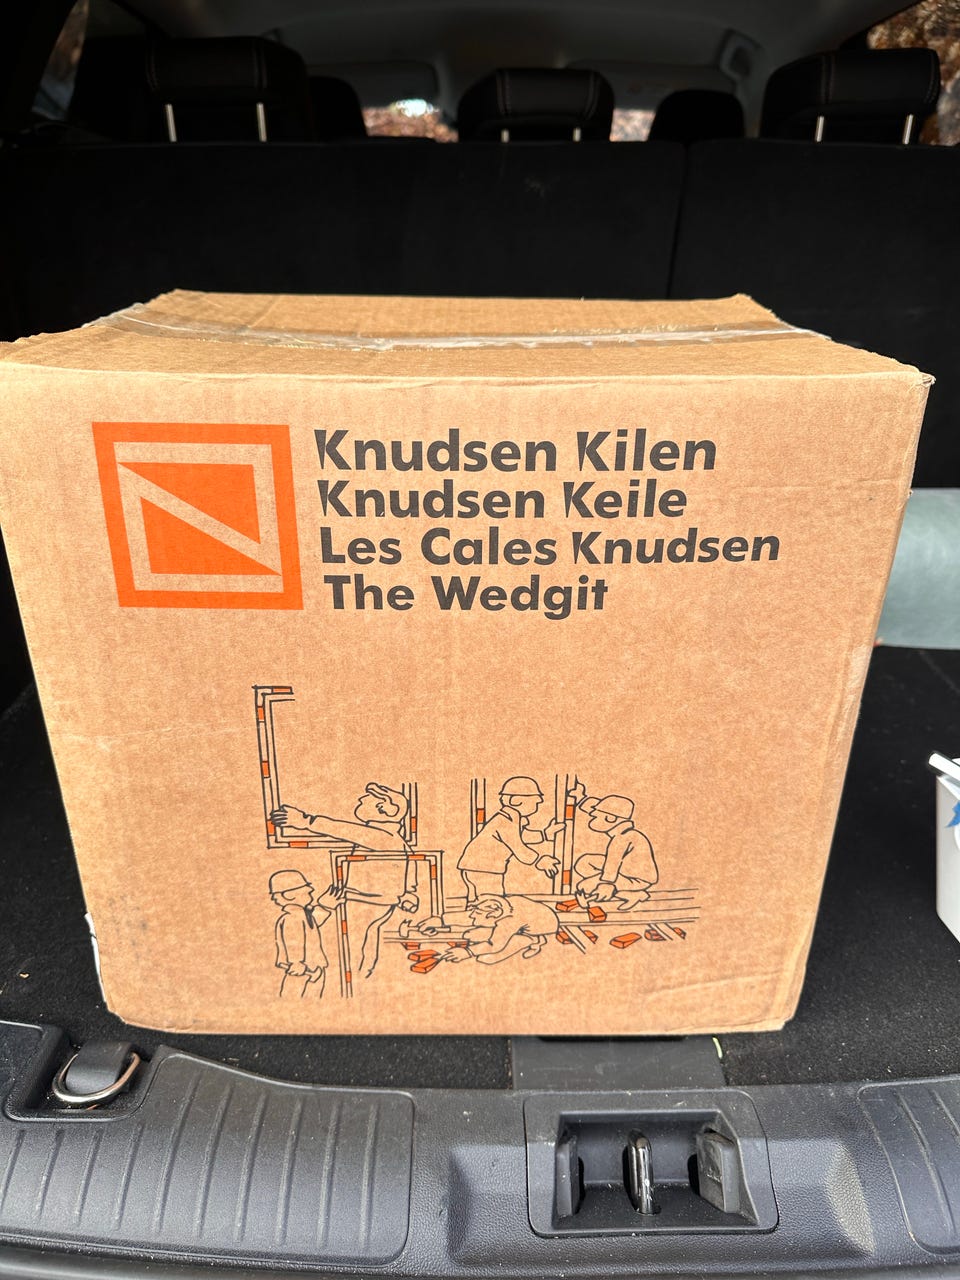 Knudsen Kilen
Knudsen Keile
Les Cales Knudsen
The Wedgit